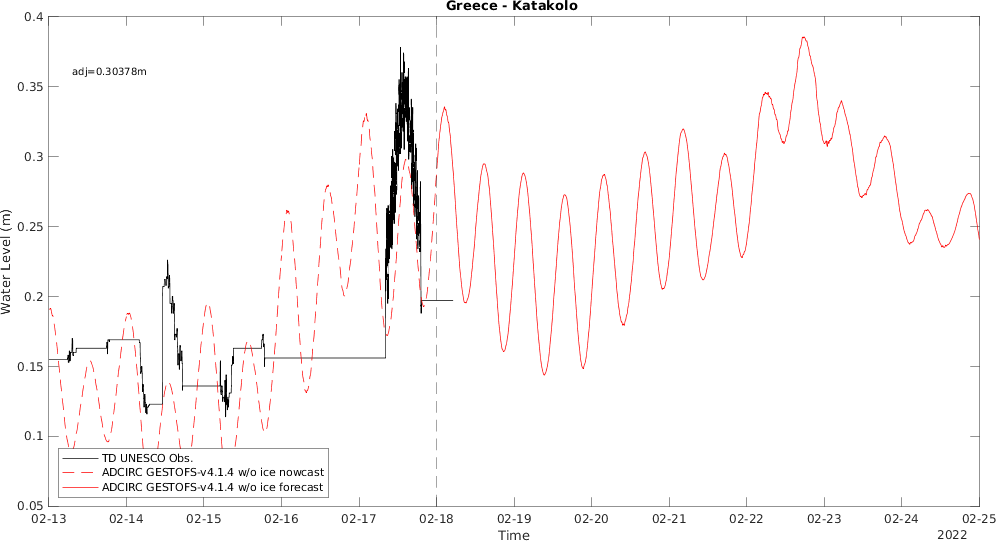 Greece - Katakolo
adj=0.30378m
Water Level (m)
0.4
0.35
0.3
0.25
0.2
0.15
0.1
0.05
TD UNESCO Obs.
ADCIRC GESTOFS-v4.1.4 w/o ice nowcast
ADCIRC GESTOFS-v4.1.4 w/o ice forecast
02-13 02-14 02-15 02-16 02-17 02-18 02-19 02-20 02-21 02-22 02-23 02-24 02-25
Time
2022